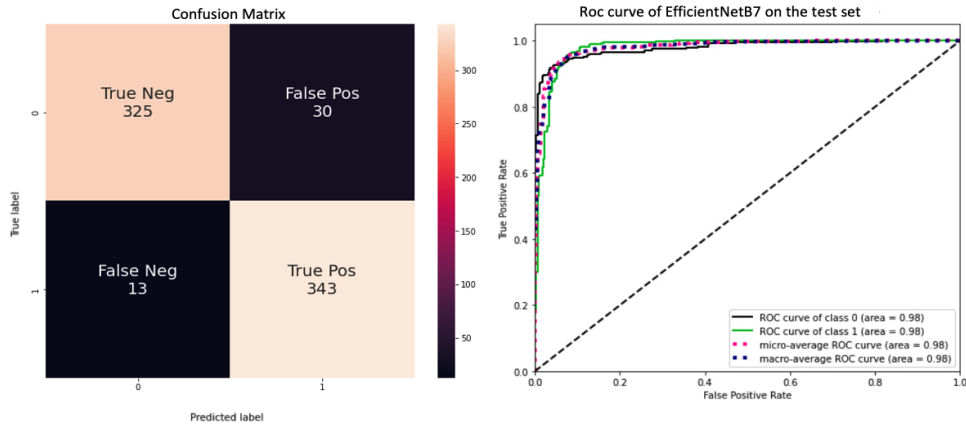 Confusion Matrix
True Neg
325
False Pos
30
False Neg
13
True Pos
343
0
1
True label
0
1
Predicted label
350
300
250
200
150
100
50
Roc curve of EfficientNetB7 on the test set
1.0
0.8
0.6
0.4
0.2
0.0
True Positive Rate
0.0
0.2
0.4
0.6
0.8
1.0
False Positive Rate
ROC curve of class 0 (area = 0.98)
ROC curve of class 1 (area = 0.98)
micro-average ROC curve (area = 0.98)
macro-average ROC curve (area = 0.98)